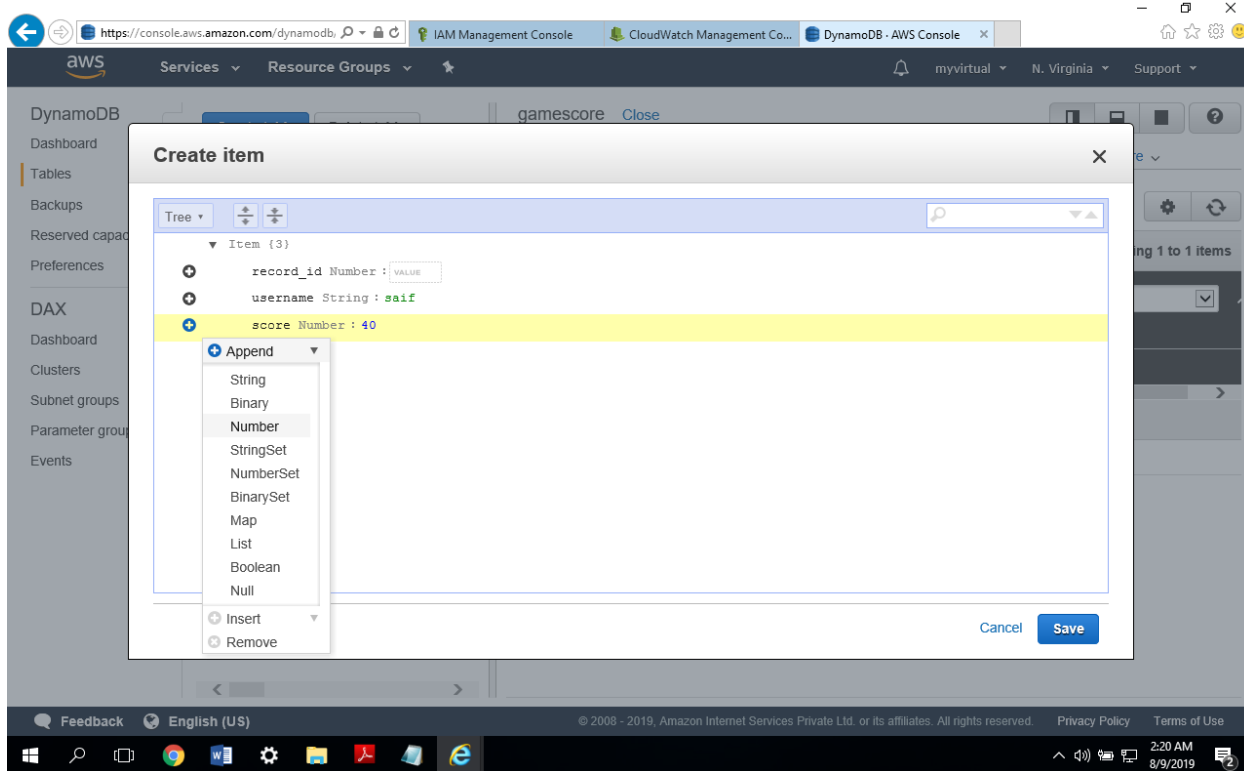 https://console.aws.amazon.com/dynamodb,
IAM Management Console
CloudWatch Management Co...
DynamoDB - AWS Console
aws
Services
Resource Groups
myvirtual
N. Virginia
Support
DynamoDB
Dashboard
Tables
Backups
Reserved capac
Preferences
DAX
Dashboard
Clusters
Subnet groups
Parameter group
Events
gamescore Close
re
ing 1 to 1 items
Create item
Tree
Item {3}
record_id Number : VALUE
username String : saif
score Number : 40
Append
String
Binary
Number
StringSet
NumberSet
BinarySet
Map
List
Boolean
Null
Insert
Remove
Cancel
Save
Feedback
English (US)
© 2008 - 2019, Amazon Internet Services Private Ltd. or its affiliates. All rights reserved.
Privacy Policy
Terms of Use
2:20 AM
8/9/2019
2